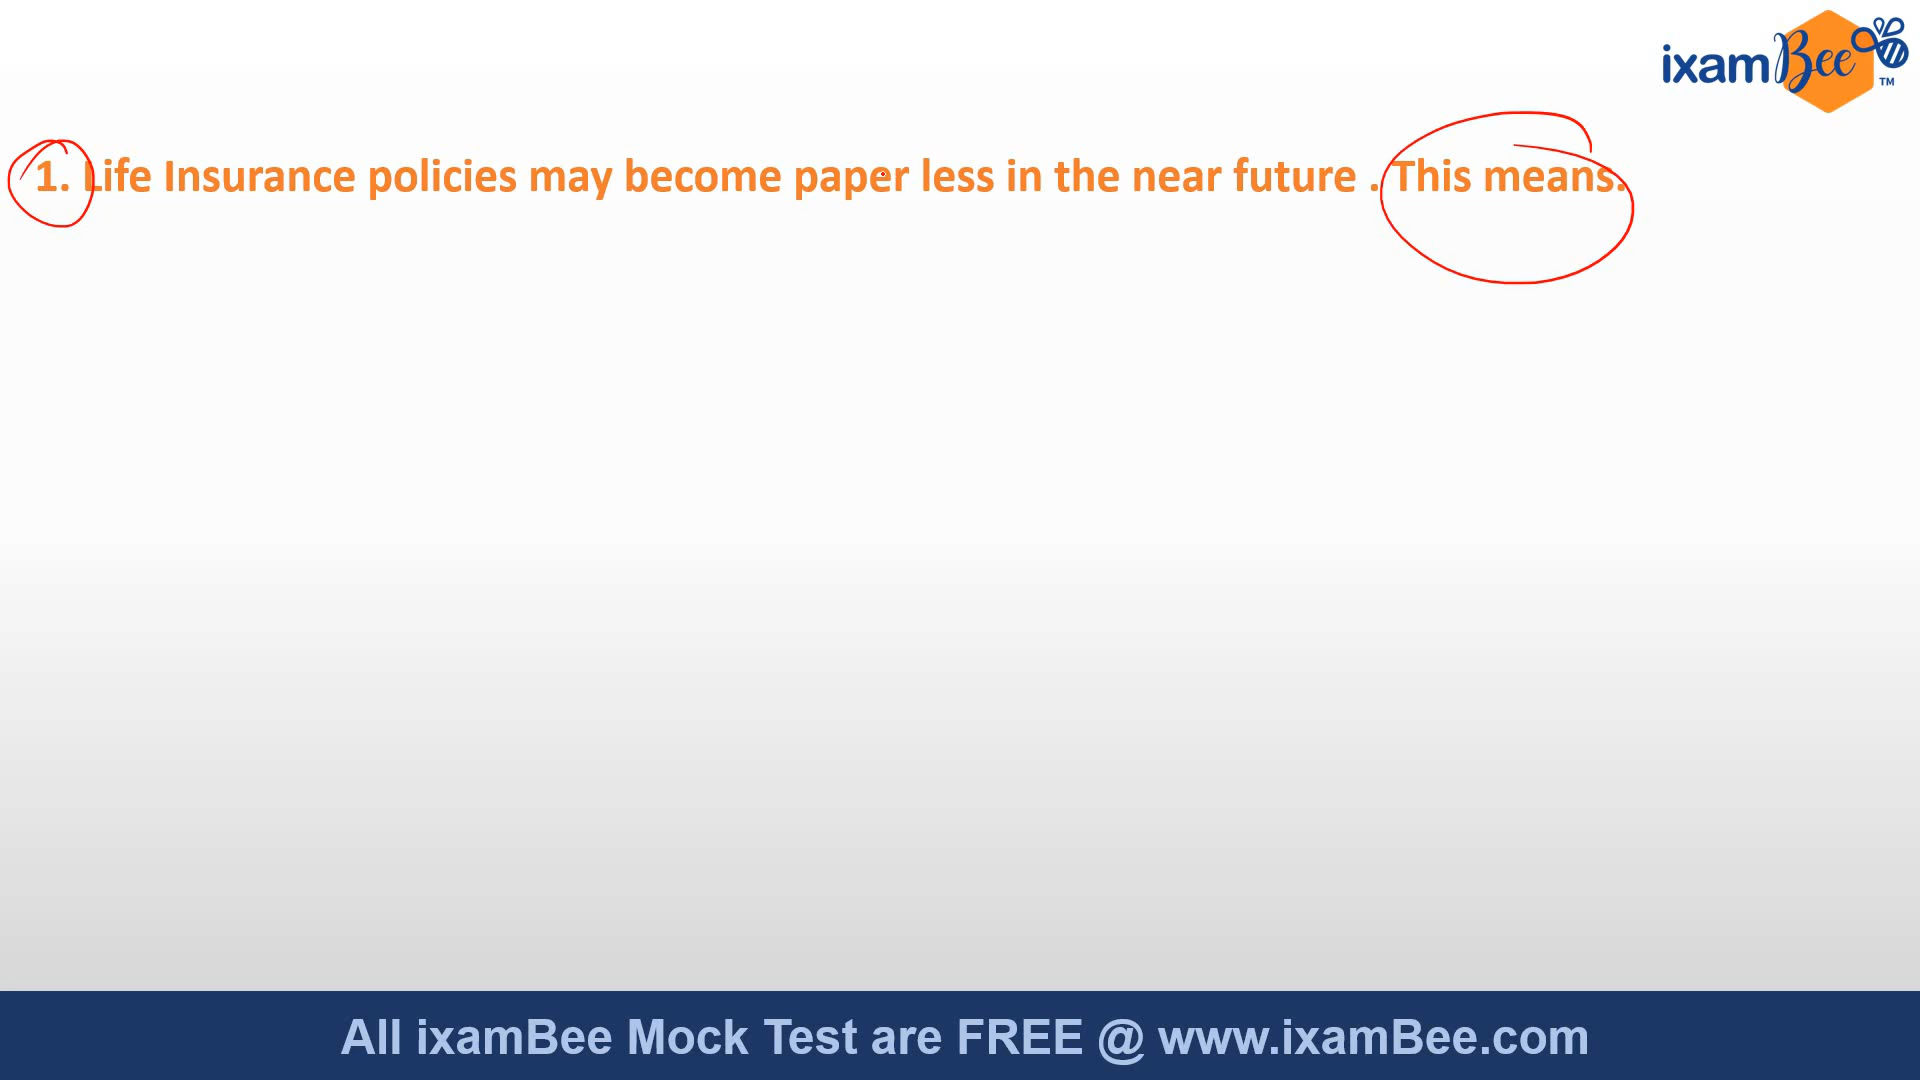 ixamBee TM
1. Life Insurance policies may become paper less in the near future . This means.
All ixamBee Mock Test are FREE @ www.ixamBee.com